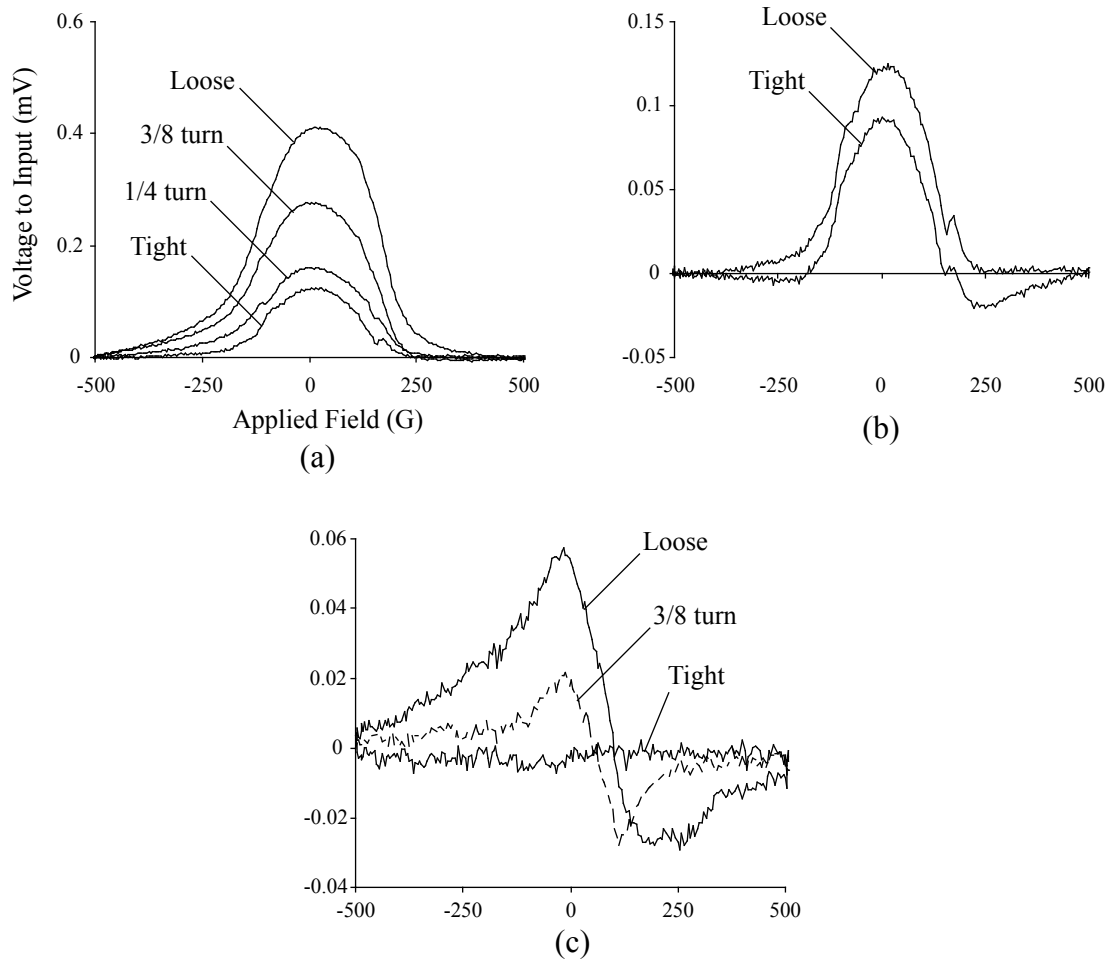 0.6
0.4
0.2
0
Voltage to Input (mV)
Loose
3/8 turn
1/4 turn
Tight
-500 -250 0 250 500
Applied Field (G)
(a)
0.15
0.1
0.05
0
-0.05
Loose
Tight
-500 -250 0 250 500
(b)
0.06
0.04
0.02
0
-0.02
-0.04
Loose
3/8 turn
Tight
-500 -250 0 250 500
(c)